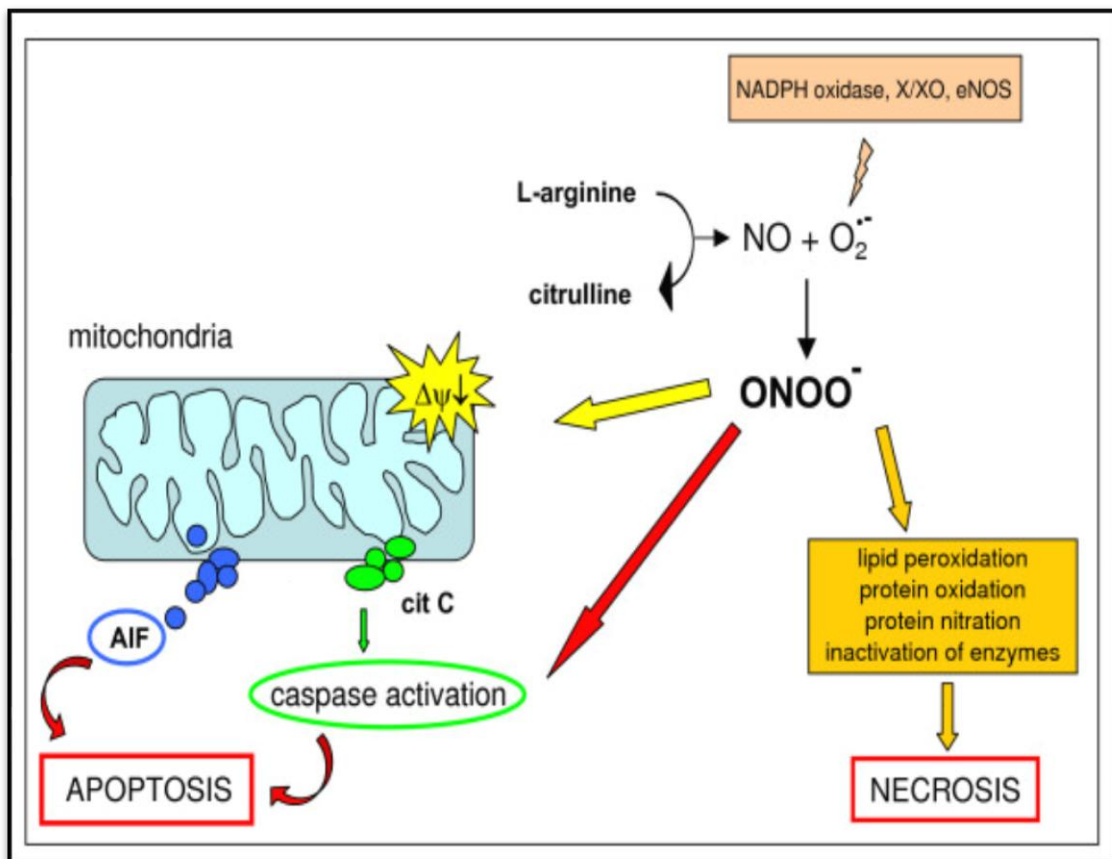 NADPH oxidase, X/XO, eNOS
L-arginine
NO + O₂•-
citrulline
mitochondria
Δψ↓
ONOO-
lipid peroxidation
protein oxidation
protein nitration
inactivation of enzymes
cit C
AIF
caspase activation
APOPTOSIS
NECROSIS